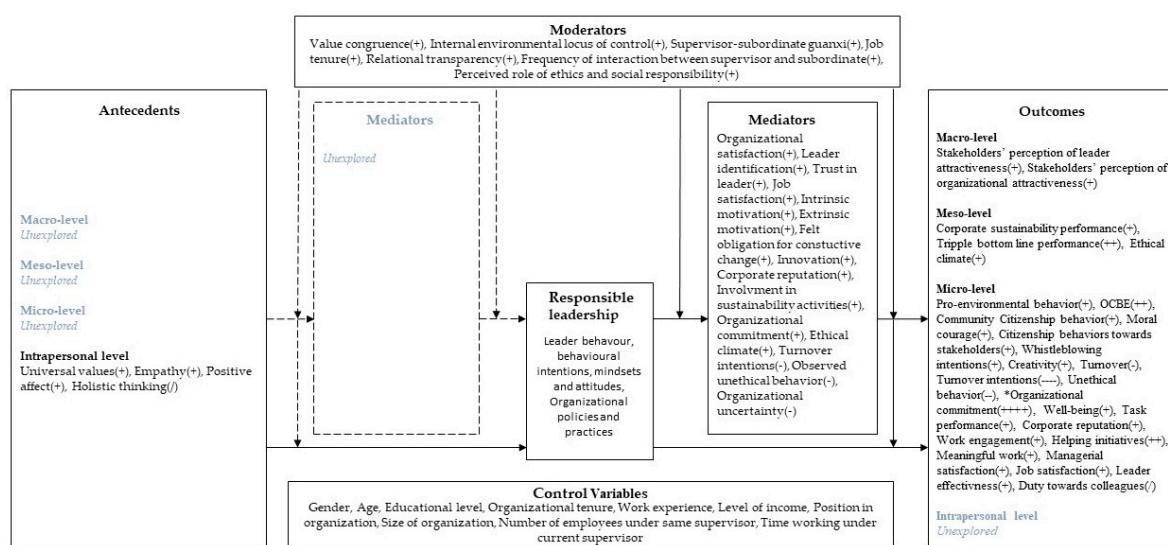 Moderators
Value congruence(+), Internal environmental locus of control(+), Supervisor-subordinate guanxi(+), Job
tenure(+), Relational transparency(+), Frequency of interaction between supervisor and subordinate(+),
Perceived role of ethics and social responsibility(+)
Antecedents
Macro-level
Unexplored
Meso-level
Unexplored
Micro-level
Unexplored
Intrapersonal level
Universal values(+), Empathy(+), Positive
affect(+), Holistic thinking(/)
Mediators
Unexplored
Responsible
leadership
Leader behavour,
behavioural
intentions, mindsets
and attitudes,
Organizational
policies and
practices
Mediators
Organizational
satisfaction(+), Leader
identification(+), Trust in
leader(+), Job
satisfaction(+), Intrinsic
motivation(+), Extrinsic
motivation(+), Felt
obligation for constuctive
change(+), Innovation(+),
Corporate reputation(+),
Involvment in
sustainability activities(+),
Organizational
commitment(+), Ethical
climate(+), Turnover
intentions(-), Observed
unethical behavior(-),
Organizational
uncertainty(-)
Outcomes
Macro-level
Stakeholders’ perception of leader
attractiveness(+), Stakeholders’ perception of
organizational attractiveness(+)
Meso-level
Corporate sustainability performance(+),
Tripple bottom line performance(++), Ethical
climate(+)
Micro-level
Pro-environmental behavior(+), OCBE(++),
Community Citizenship behavior(+), Moral
courage(+), Citizenship behaviors towards
stakeholders(+), Whistleblowing
intentions(+), Creativity(+), Turnover(-),
Turnover intentions(----), Unethical
behavior(--), *Organizational
commitment(++++), Well-being(+), Task
performance(+), Corporate reputation(+),
Work engagement(+), Helping initiatives(++),
Meaningful work(+), Managerial
satisfaction(+), Job satisfaction(+), Leader
effectivness(+), Duty towards colleagues(/)
Intrapersonal level
Unexplored
Control Variables
Gender, Age, Educational level, Organizational tenure, Work experience, Level of income, Position in
organization, Size of organization, Number of employees under same supervisor, Time working under
current supervisor